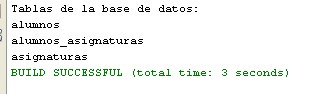 Tablas de la base de datos:
alumnos
alumnos_asignaturas
asignaturas
BUILD SUCCESSFUL (total time: 3 seconds)